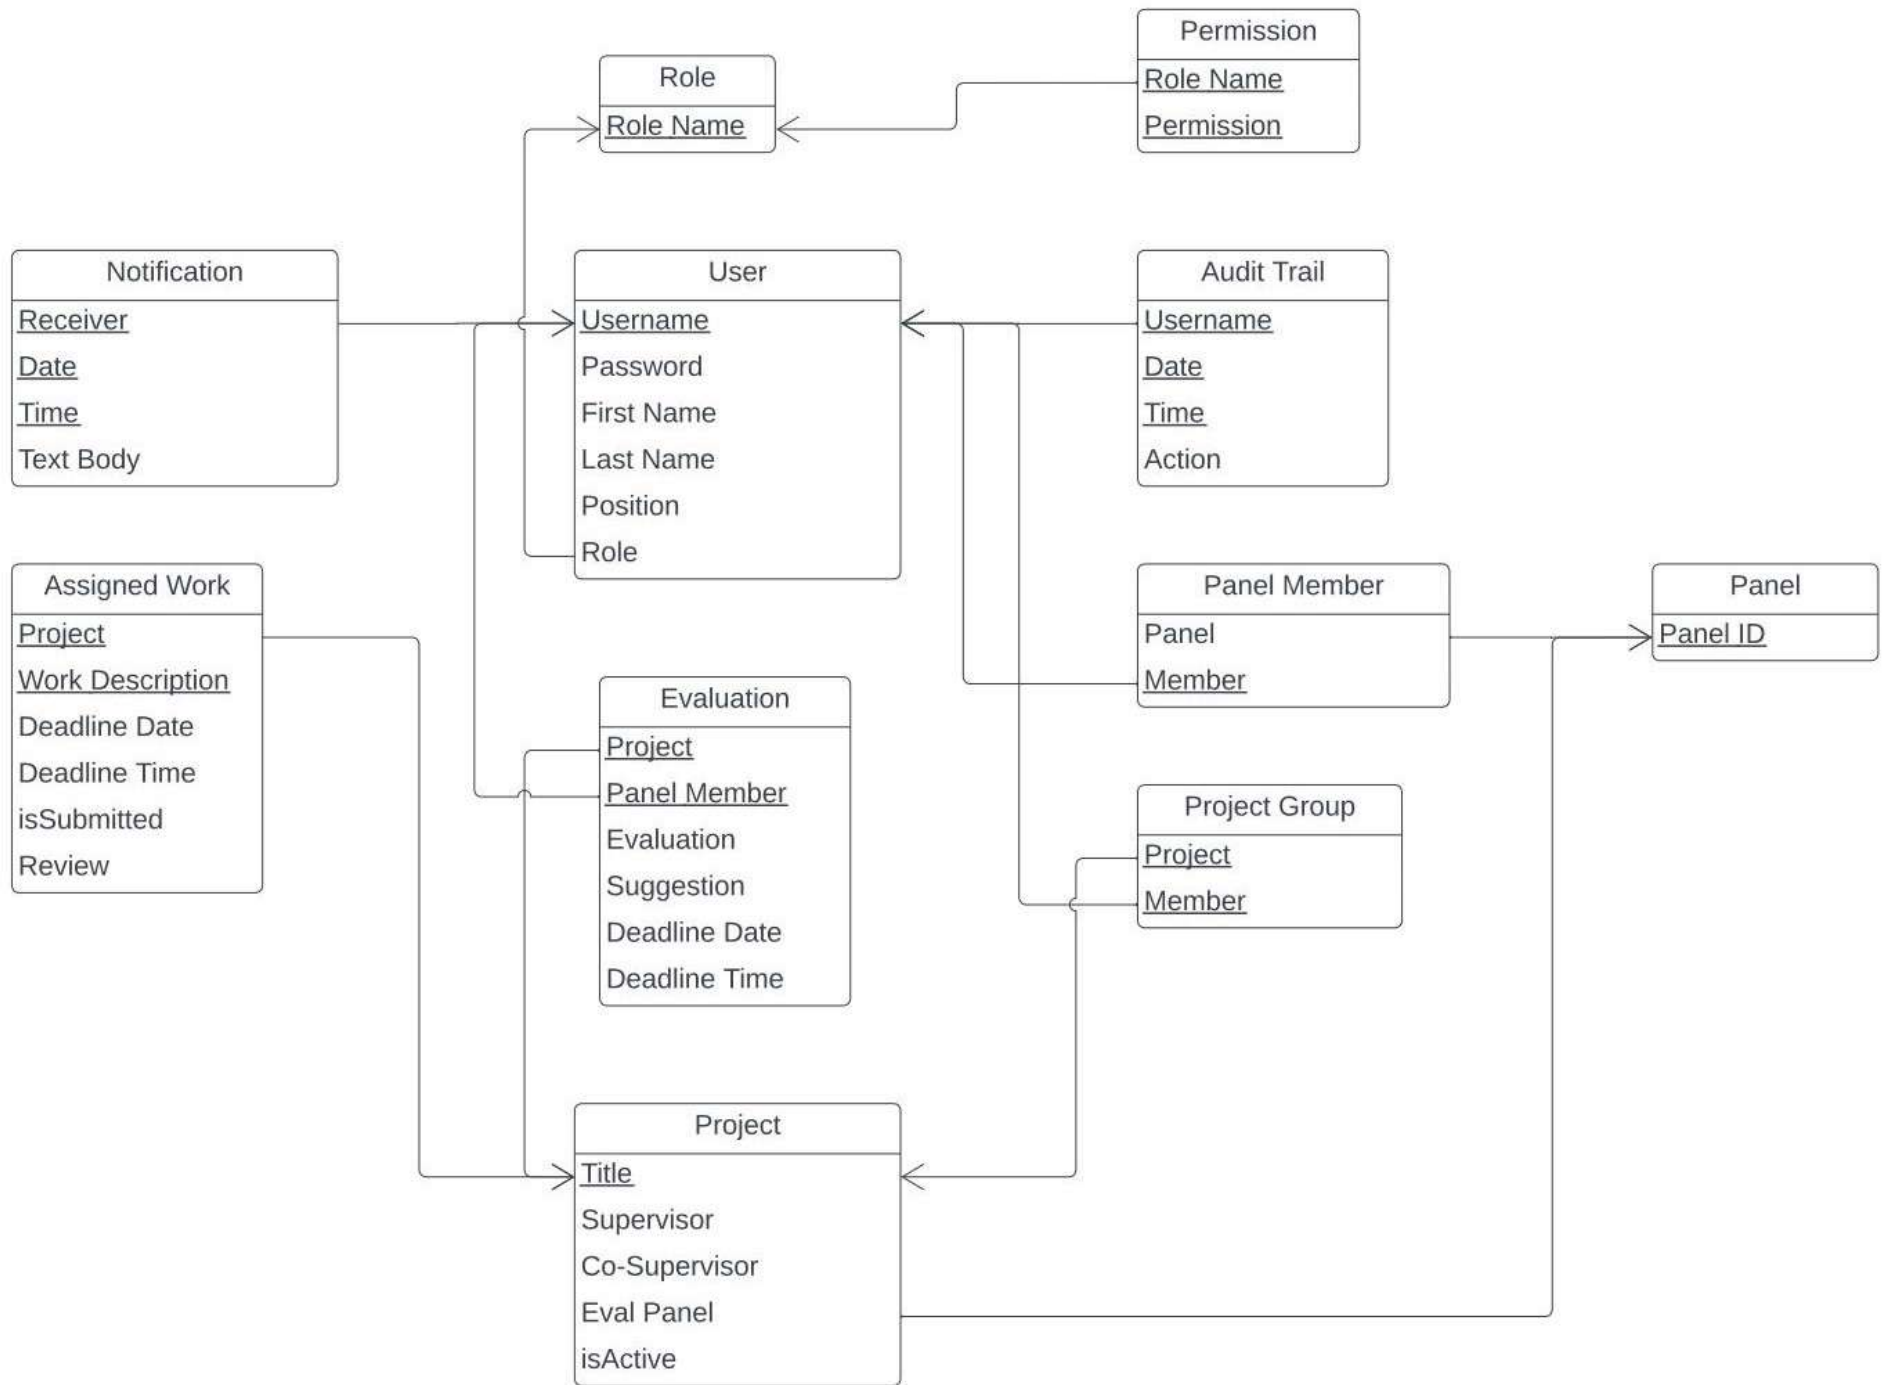 Permission
Role Name
Permission
Role
Role Name
Notification
Receiver
Date
Time
Text Body
User
Username
Password
First Name
Last Name
Position
Role
Audit Trail
Username
Date
Time
Action
Assigned Work
Project
Work Description
Deadline Date
Deadline Time
isSubmitted
Review
Evaluation
Project
Panel Member
Evaluation
Suggestion
Deadline Date
Deadline Time
Panel Member
Panel
Member
Panel
Panel ID
Project Group
Project
Member
Project
Title
Supervisor
Co-Supervisor
Eval Panel
isActive